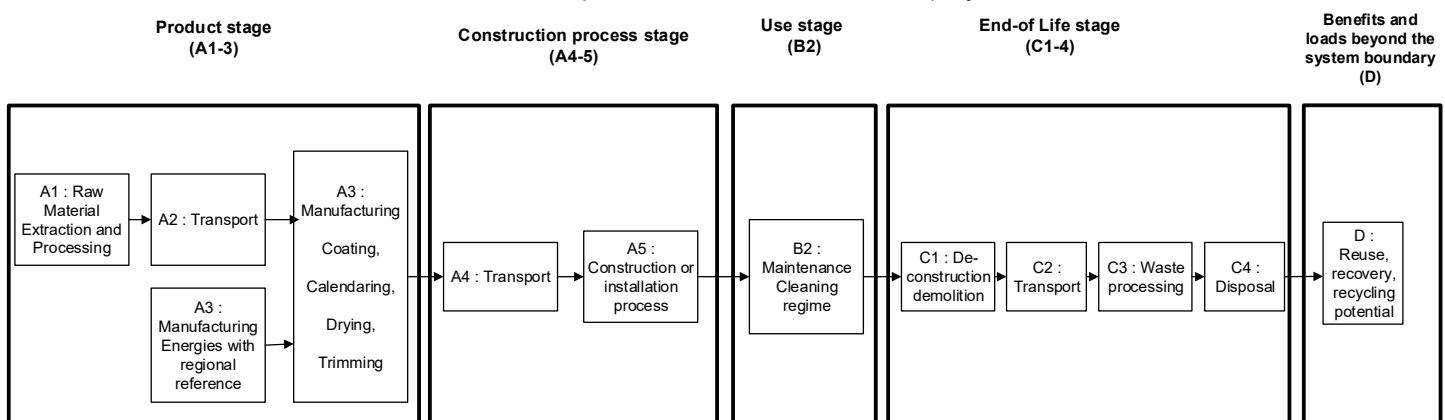 Product stage
(A1-3)
Construction process stage
(A4-5)
Use stage
(B2)
End-of Life stage
(C1-4)
Benefits and
loads beyond the
system boundary
(D)
A1 : Raw
Material
Extraction and
Processing
A2 : Transport
A3 :
Manufacturing
Energies with
regional
reference
A3 :
Manufacturing
Coating,
Calendaring,
Drying,
Trimming
A4 : Transport
A5 :
Construction or
installation
process
B2 :
Maintenance
Cleaning
regime
C1 : De-
construction
demolition
C2 :
Transport
C3 : Waste
processing
C4 :
Disposal
D :
Reuse,
recovery,
recycling
potential